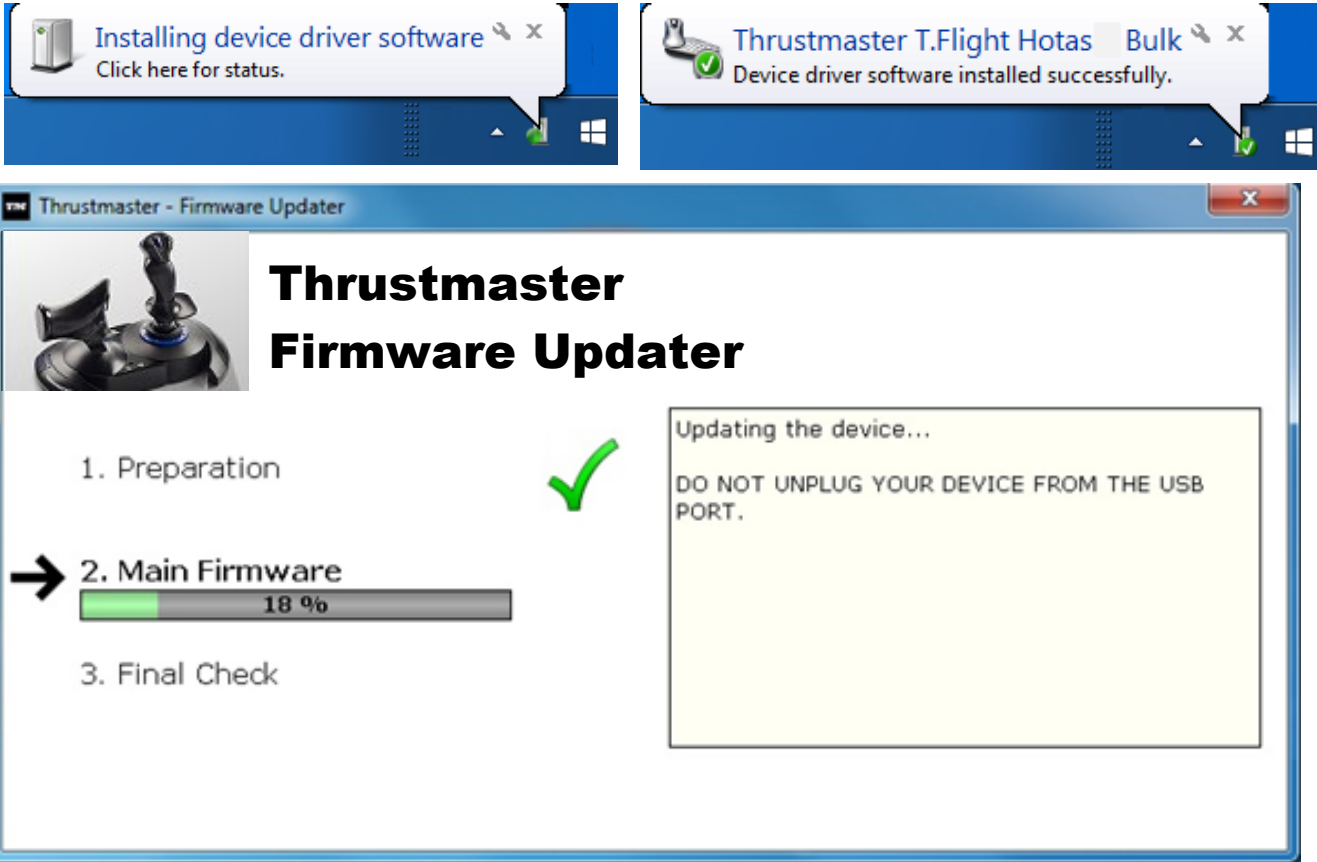 Installing device driver software
Click here for status.
Thrustmaster T.Flight Hotas Bulk
Device driver software installed successfully.
Thrustmaster - Firmware Updater
Thrustmaster
Firmware Updater
1. Preparation
2. Main Firmware
18 %
3. Final Check
Updating the device...
DO NOT UNPLUG YOUR DEVICE FROM THE USB
PORT.